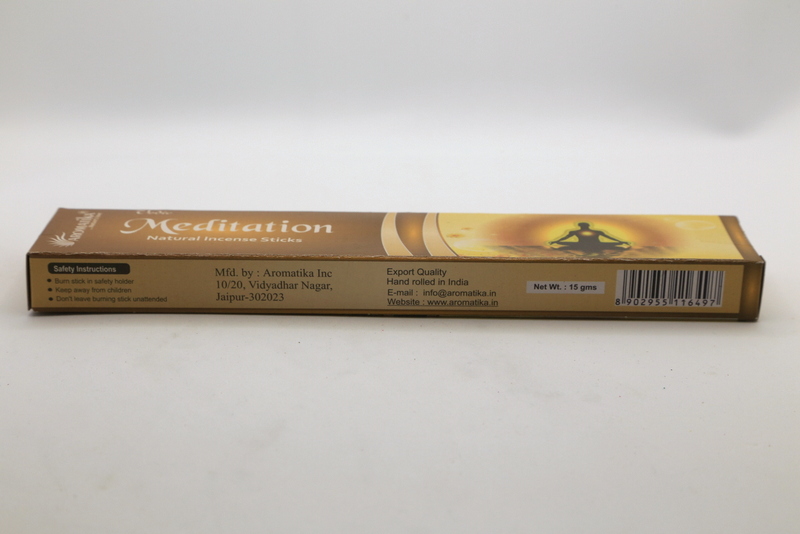 aromatika
Meditation
Natural Incense Sticks
Safety Instructions
Burn stick in safety holder
Keep away from children
Don't leave burning stick unattended
Mfd. by : Aromatika Inc
10/20, Vidyadhar Nagar,
Jaipur-302023
Export Quality
Hand rolled in India
E-mail : info@aromatika.in
Website : www.aromatika.in
Net Wt. : 15 gms
8 902955 116497